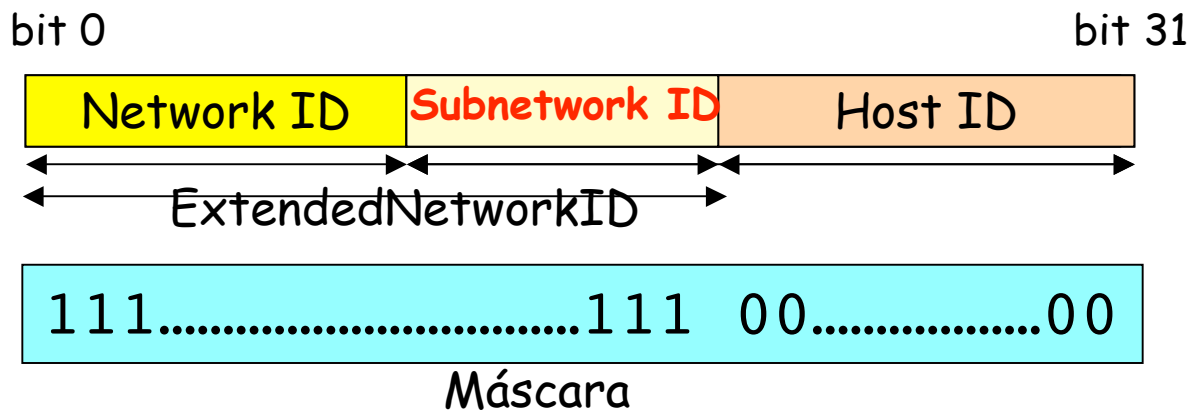 bit 0 bit 31
Network ID Subnetwork ID Host ID
ExtendedNetworkID
111.................................111 00..................00
Máscara